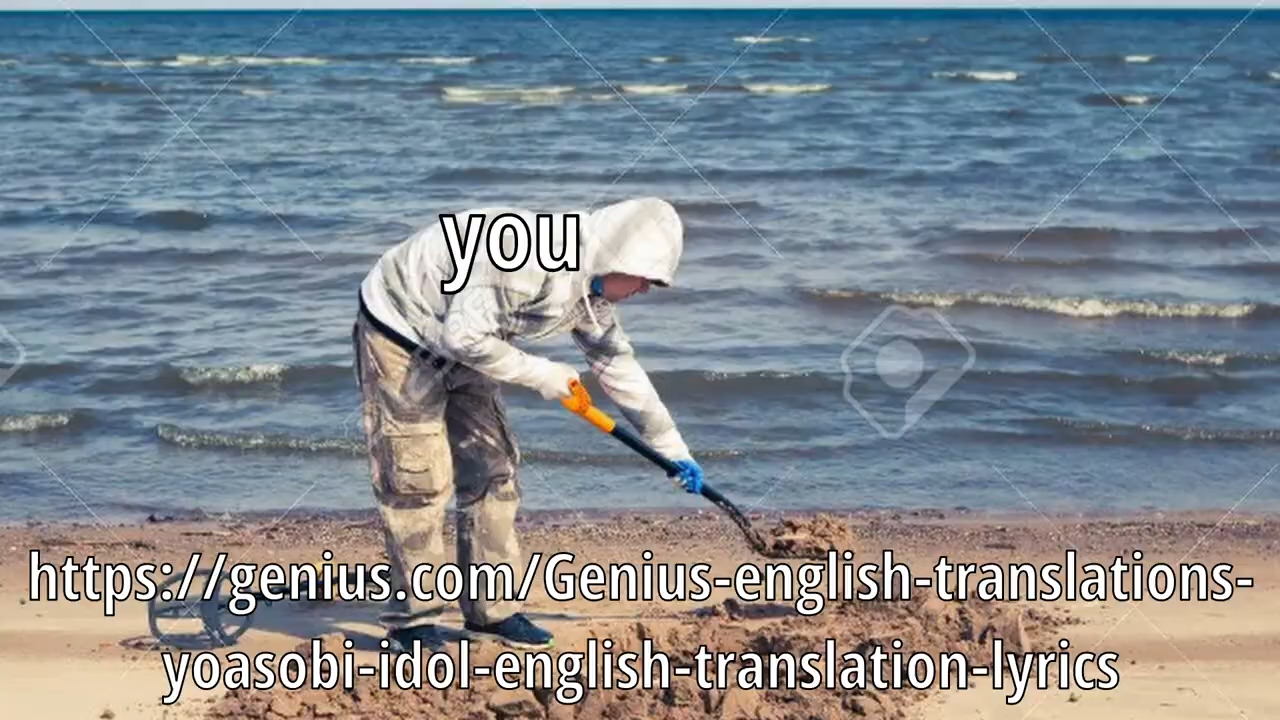 you
https://genius.com/Genius-english-translations-
yoasobi-idol-english-translation-lyrics